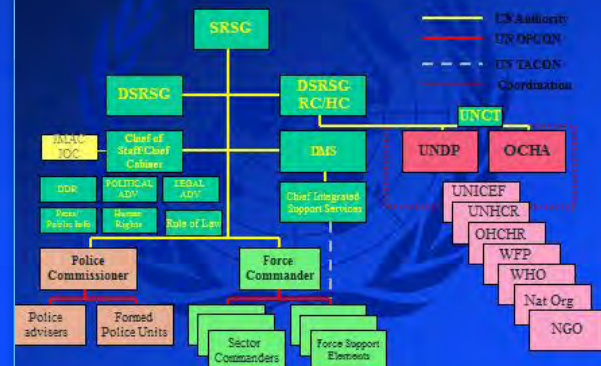 SRSG
UN Authority
UN OPCON
UN TACON
Coordination
DSRSG
DSRSG
RC/HC
UNCT
JMAC
JOC
Chief of
Staff/Chief
Cabinet
DMS
UNDP
OCHA
DDR
POLITICAL
ADV.
LEGAL
ADV.
Chief Integrated
Support Services
Press/
Public Info
Human
Rights
Rule of Law
UNICEF
UNHCR
OHCHR
WFP
WHO
Nat Org
NGO
Police
Commissioner
Force
Commander
Police
advisers
Formed
Police Units
Sector
Commanders
Force Support
Elements